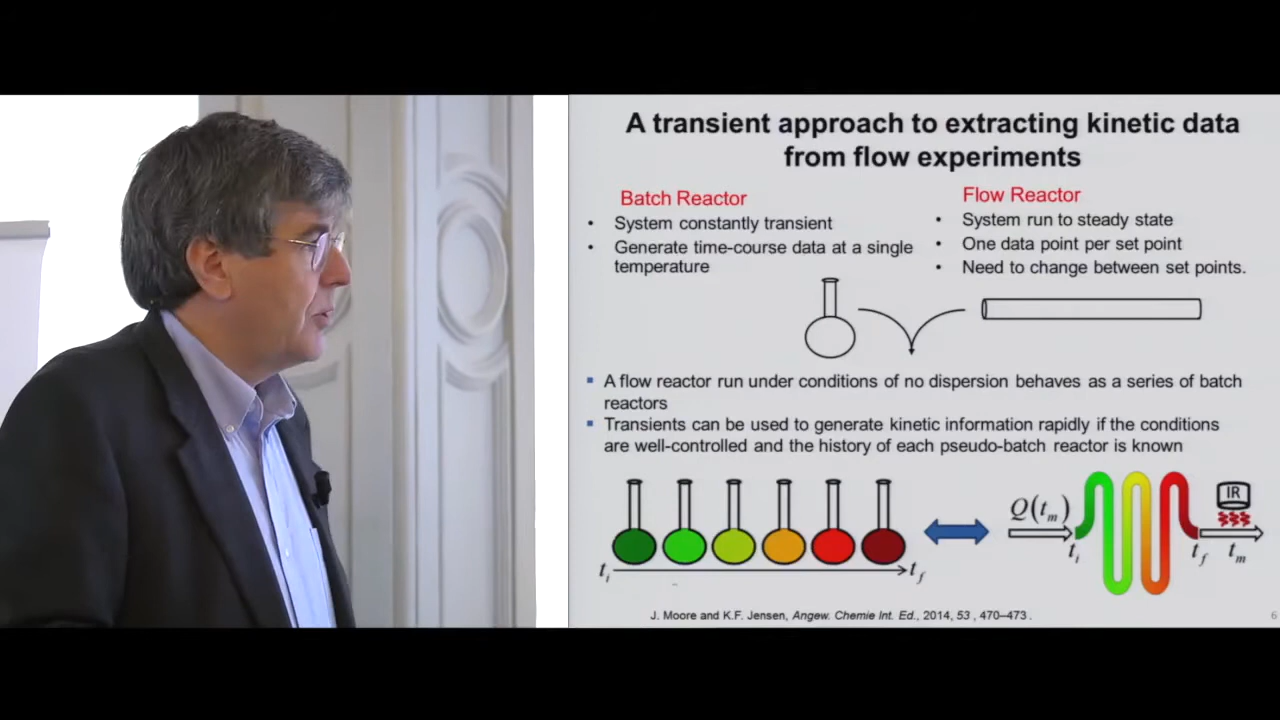 A transient approach to extracting kinetic data
from flow experiments
Batch Reactor
• System constantly transient
• Generate time-course data at a single
temperature
Flow Reactor
• System run to steady state
• One data point per set point
• Need to change between set points.
▪ A flow reactor run under conditions of no dispersion behaves as a series of batch
reactors
▪ Transients can be used to generate kinetic information rapidly if the conditions
are well-controlled and the history of each pseudo-batch reactor is known
t_i
t_f
Q(t_m)
t_i
t_f
IR
t_m
J. Moore and K.F. Jensen, Angew. Chemie Int. Ed., 2014, 53 , 470–473 .
6